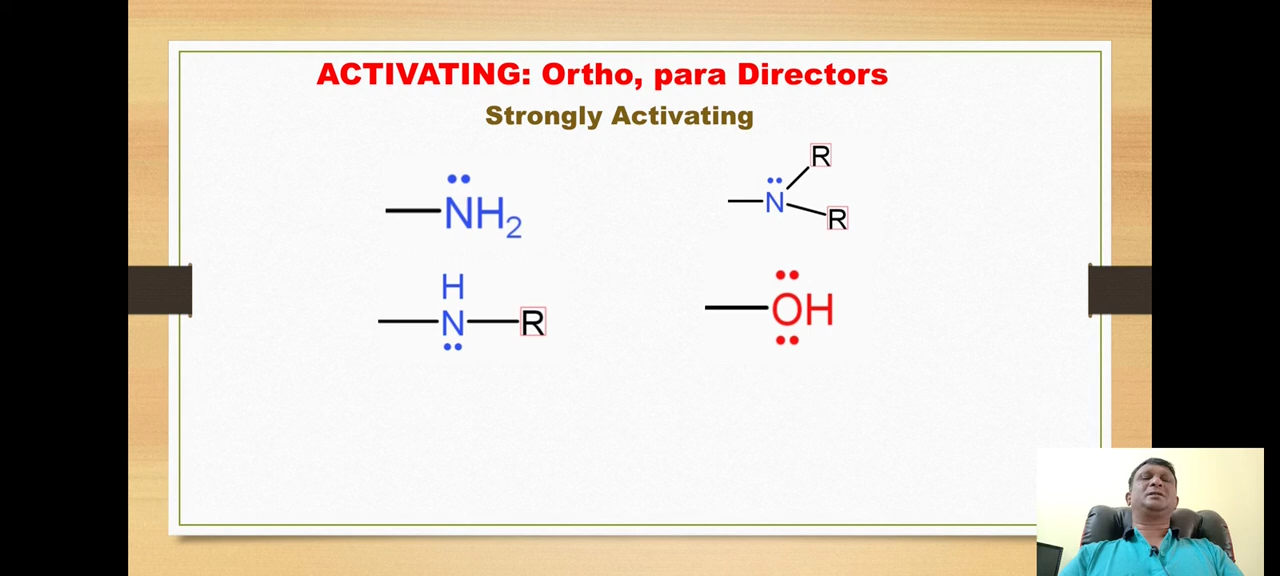 ACTIVATING: Ortho, para Directors
Strongly Activating
NH2
N
R
R
H
N R
OH